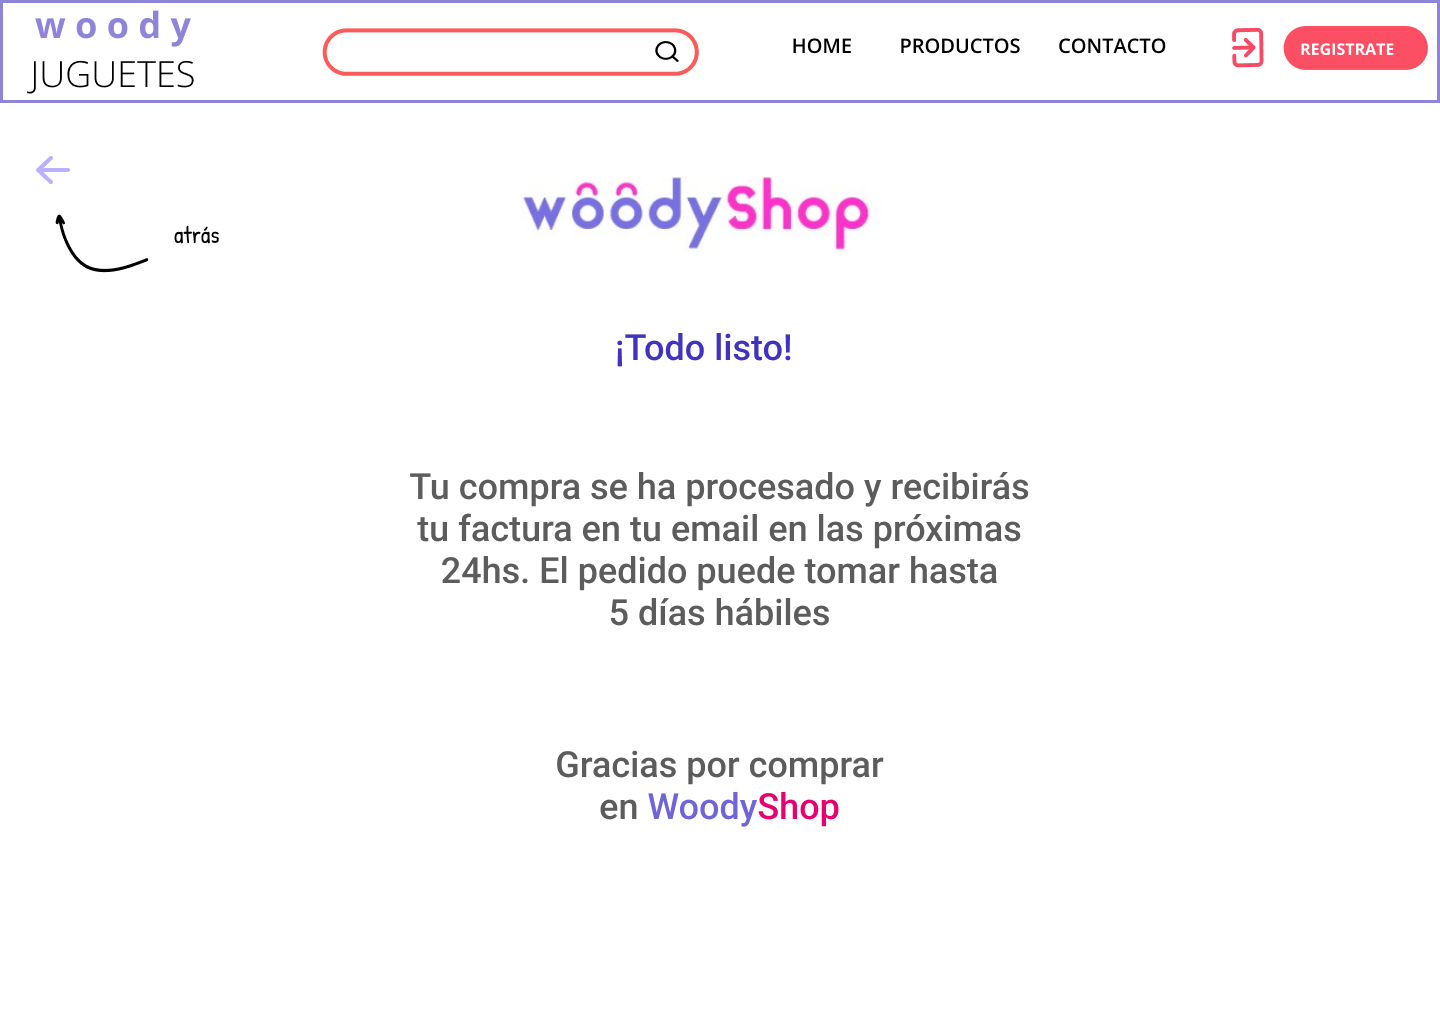 woody
JUGUETES
HOME PRODUCTOS CONTACTO
REGISTRATE
atrás
wôôdyShop
¡Todo listo!
Tu compra se ha procesado y recibirás
tu factura en tu email en las próximas
24hs. El pedido puede tomar hasta
5 días hábiles
Gracias por comprar
en WoodyShop